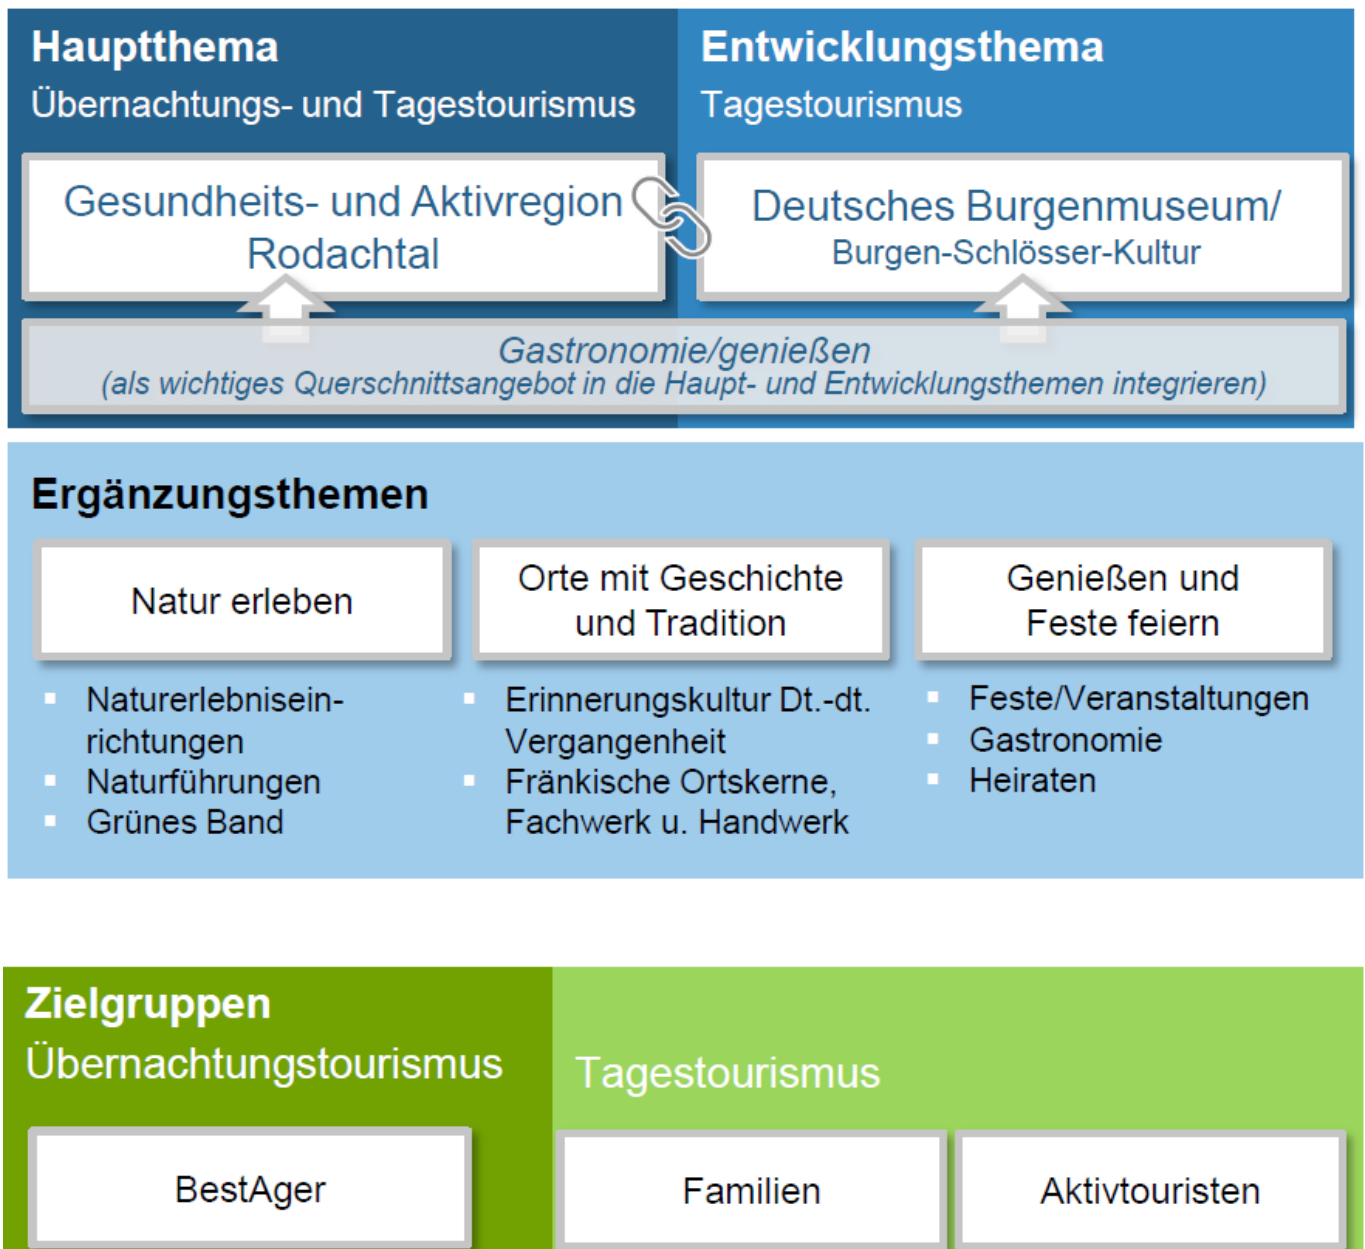 Hauptthema
Übernachtungs- und Tagestourismus
Gesundheits- und Aktivregion
Rodachtal
Entwicklungsthema
Tagestourismus
Deutsches Burgenmuseum/
Burgen-Schlösser-Kultur
Gastronomie/genießen
(als wichtiges Querschnittsangebot in die Haupt- und Entwicklungsthemen integrieren)
Ergänzungsthemen
Natur erleben
▪ Naturerlebnisein-
richtungen
▪ Naturführungen
▪ Grünes Band
Orte mit Geschichte
und Tradition
▪ Erinnerungskultur Dt.-dt.
Vergangenheit
▪ Fränkische Ortskerne,
Fachwerk u. Handwerk
Genießen und
Feste feiern
▪ Feste/Veranstaltungen
▪ Gastronomie
▪ Heiraten
Zielgruppen
Übernachtungstourismus
BestAger
Tagestourismus
Familien
Aktivtouristen